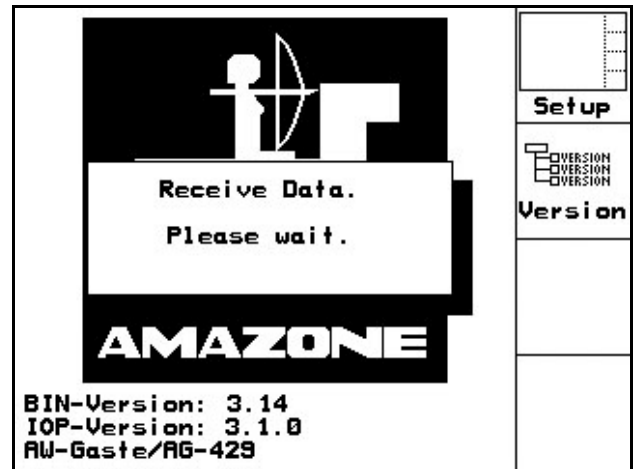 Receive Data.
Please wait.
AMAZONE
BIN-Version: 3.14
IOP-Version: 3.1.0
AW-Gaste/AG-429
Setup
VERSION
VERSION
VERSION
Version